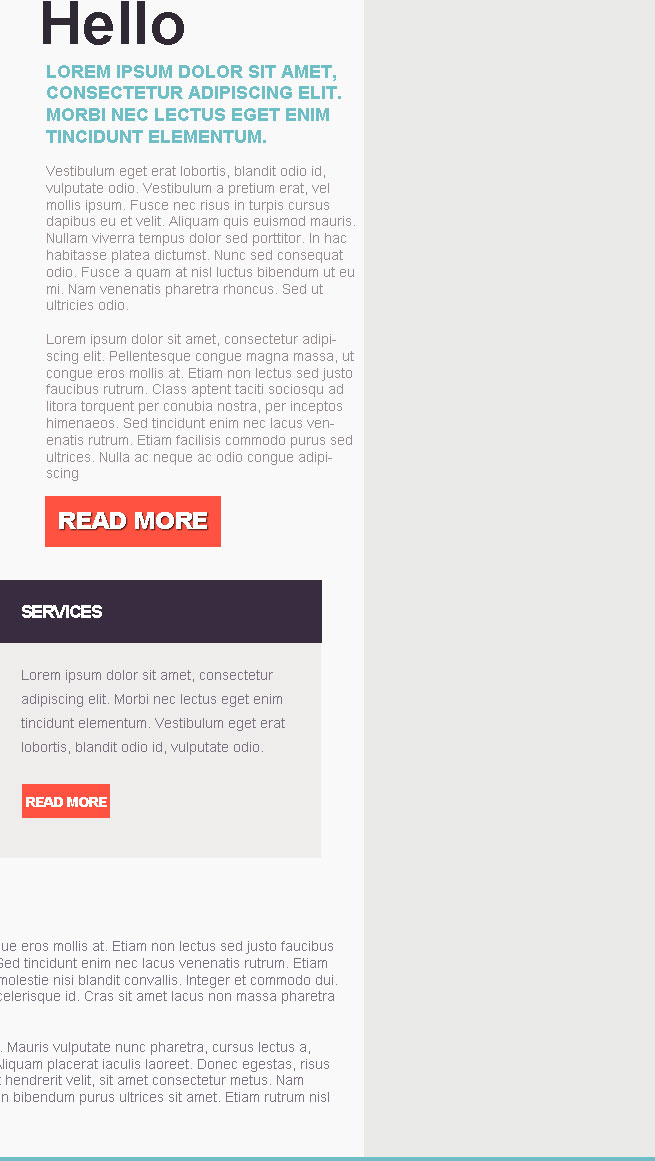 Hello
LOREM IPSUM DOLOR SIT AMET,
CONSECTETUR ADIPISCING ELIT.
MORBI NEC LECTUS EGET ENIM
TINCIDUNT ELEMENTUM.
Vestibulum eget erat lobortis, blandit odio id,
vulputate odio. Vestibulum a pretium erat, vel
mollis ipsum. Fusce nec risus in turpis cursus
dapibus eu et velit. Aliquam quis euismod mauris.
Nullam viverra tempus dolor sed porttitor. In hac
habitasse platea dictumst. Nunc sed consequat
odio. Fusce a quam at nisl luctus bibendum ut eu
mi. Nam venenatis pharetra rhoncus. Sed ut
ultricies odio.
Lorem ipsum dolor sit amet, consectetur adipi-
scing elit. Pellentesque congue magna massa, ut
congue eros mollis at. Etiam non lectus sed justo
faucibus rutrum. Class aptent taciti sociosqu ad
litora torquent per conubia nostra, per inceptos
himenaeos. Sed tincidunt enim nec lacus ven-
enatis rutrum. Etiam facilisis commodo purus sed
ultrices. Nulla ac neque ac odio congue adipi-
scing
READ MORE
SERVICES
Lorem ipsum dolor sit amet, consectetur
adipiscing elit. Morbi nec lectus eget enim
tincidunt elementum. Vestibulum eget erat
lobortis, blandit odio id, vulputate odio.
READ MORE
ue eros mollis at. Etiam non lectus sed justo faucibus
Sed tincidunt enim nec lacus venenatis rutrum. Etiam
molestie nisi blandit convallis. Integer et commodo dui.
celerisque id. Cras sit amet lacus non massa pharetra
. Mauris vulputate nunc pharetra, cursus lectus a,
Aliquam placerat iaculis laoreet. Donec egestas, risus
hendrerit velit, sit amet consectetur metus. Nam
n bibendum purus ultrices sit amet. Etiam rutrum nisl